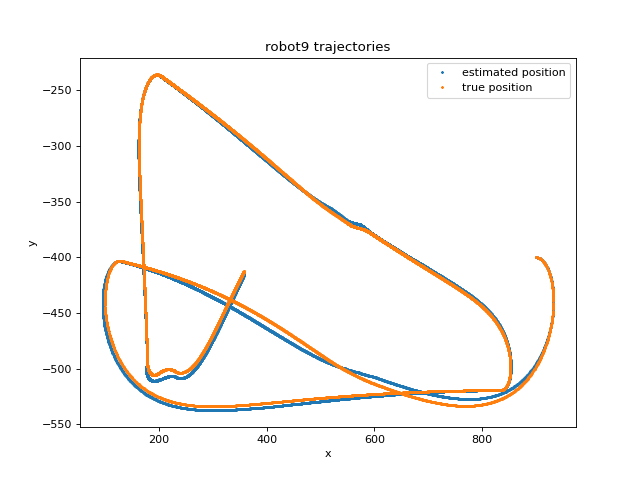 robot9 trajectories
estimated position
true position
−250
−300
−350
−400
−450
−500
−550
y
200
400
600
800
x